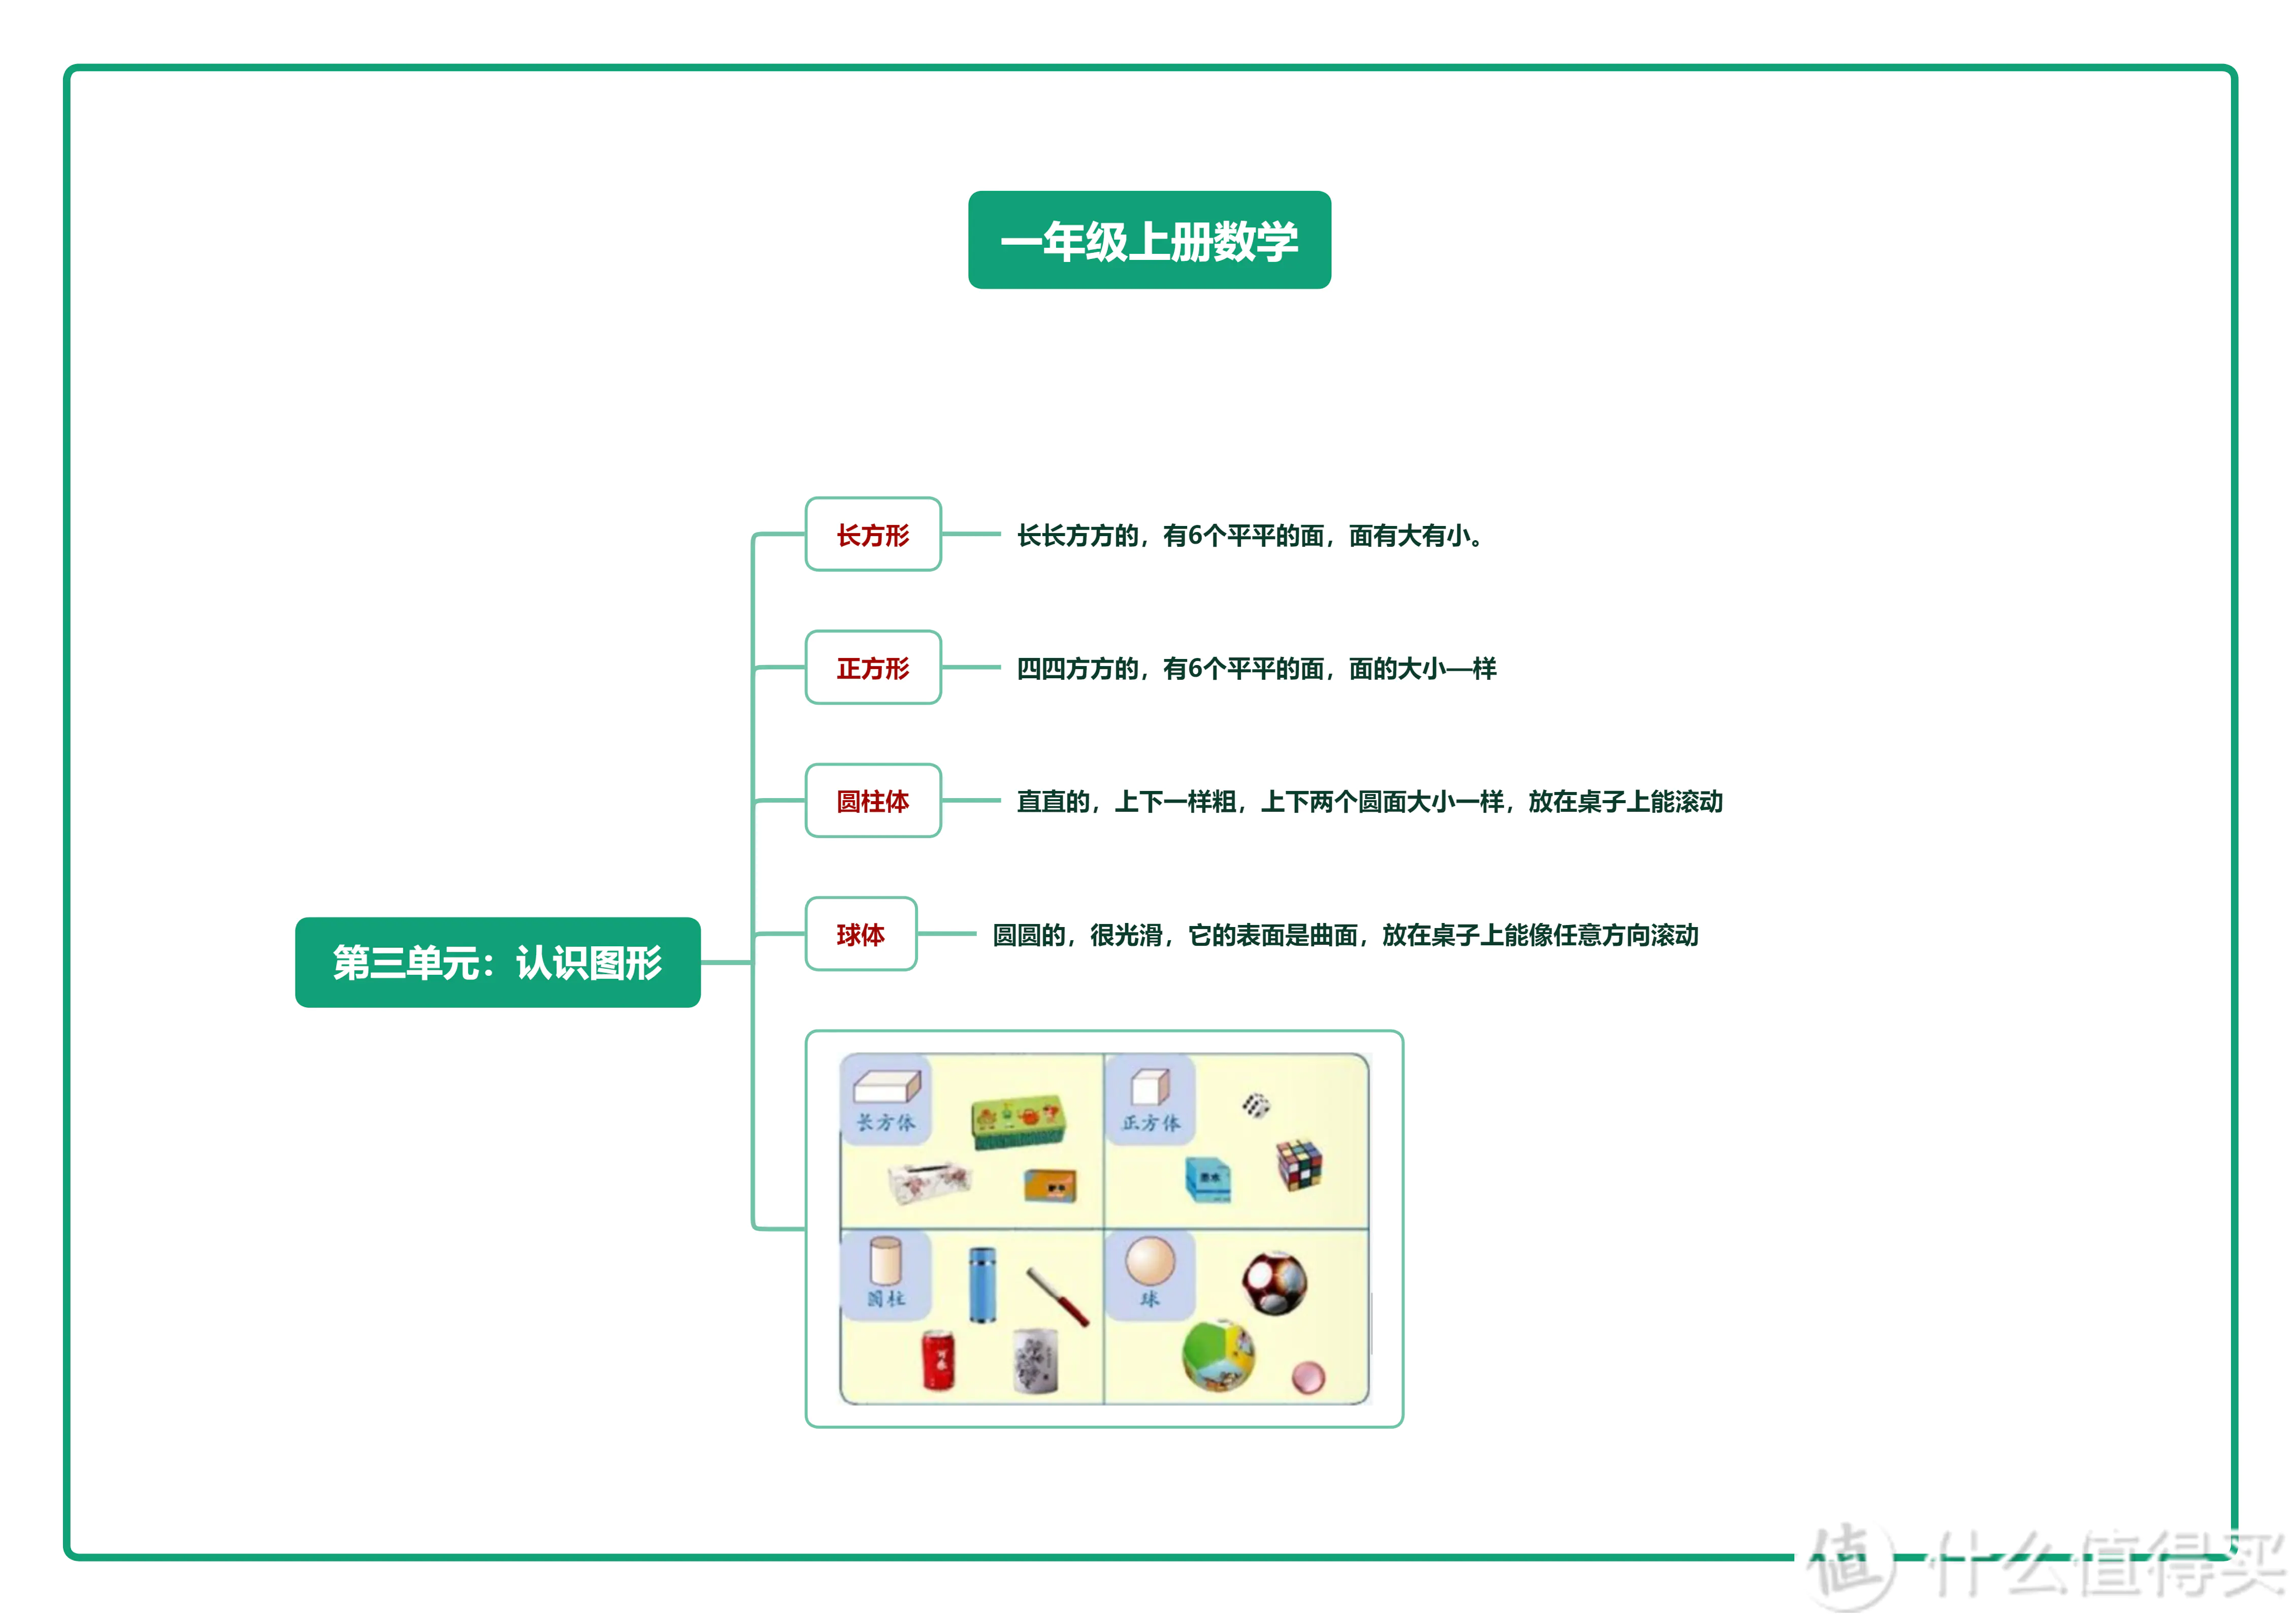 一年级上册数学
长方形
长长方方的，有6个平平的面，面有大有小。
正方形
四四方方的，有6个平平的面，面的大小一样
圆柱体
直直的，上下一样粗，上下两个圆面大小一样，放在桌子上能滚动
球体
圆圆的，很光滑，它的表面是曲面，放在桌子上能像任意方向滚动
第三单元：认识图形
长方体
正方体
墨水
圆柱
球
可乐
值 什么值得买